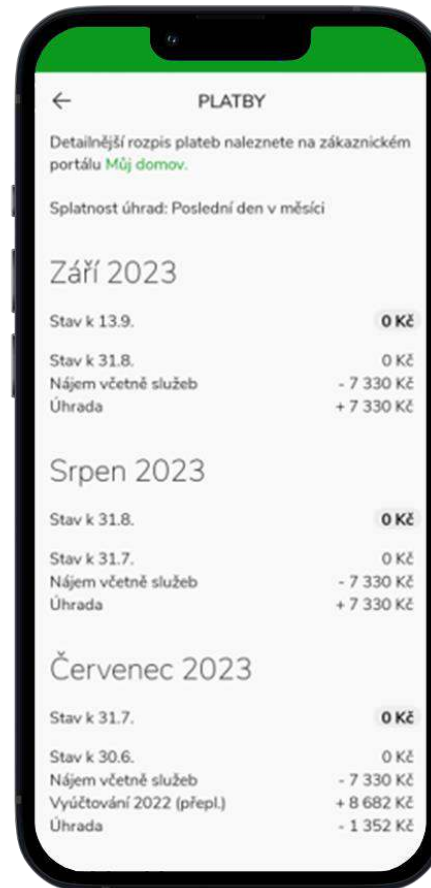 PLATBY
Detailnější rozpis plateb naleznete na zákaznickém
portálu Můj domov.
Splatnost úhrad: Poslední den v měsíci
Září 2023
Stav k 13.9. 0 Kč
Stav k 31.8. 0 Kč
Nájem včetně služeb - 7 330 Kč
Úhrada + 7 330 Kč
Srpen 2023
Stav k 31.8. 0 Kč
Stav k 31.7. 0 Kč
Nájem včetně služeb - 7 330 Kč
Úhrada + 7 330 Kč
Červenec 2023
Stav k 31.7. 0 Kč
Stav k 30.6. 0 Kč
Nájem včetně služeb - 7 330 Kč
Vyúčtování 2022 (přepl.) + 8 682 Kč
Úhrada - 1 352 Kč